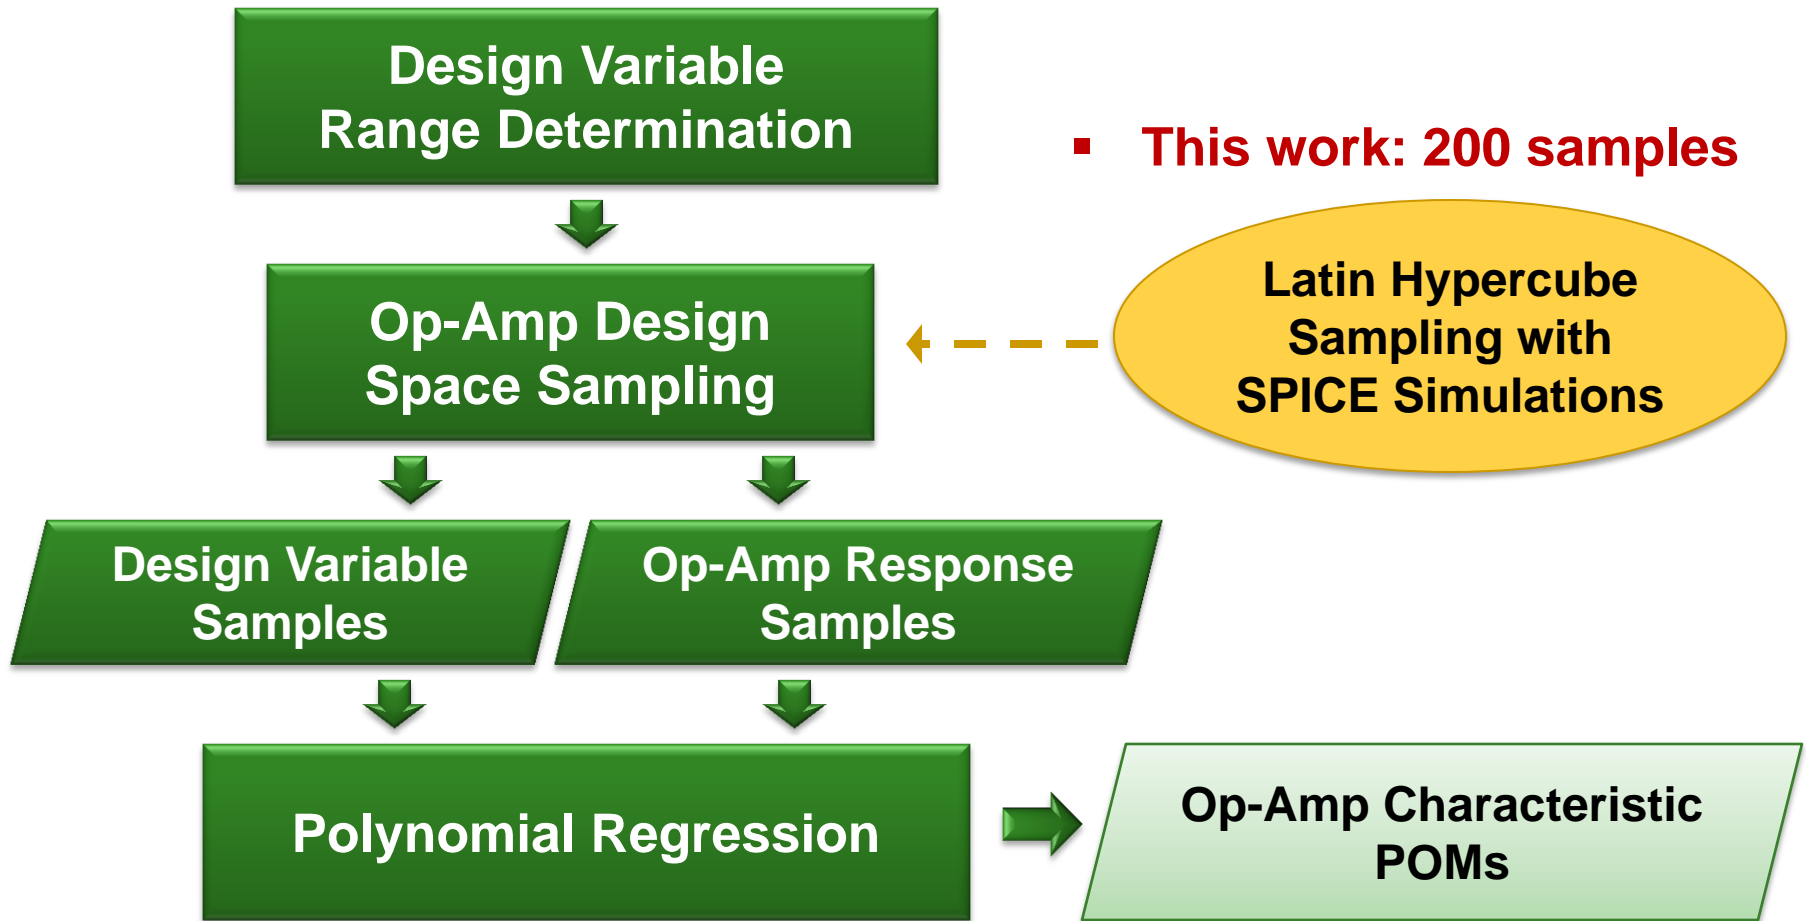 Design Variable
Range Determination
▪ This work: 200 samples
Op-Amp Design
Space Sampling
Latin Hypercube
Sampling with
SPICE Simulations
Design Variable
Samples
Op-Amp Response
Samples
Polynomial Regression
Op-Amp Characteristic
POMs